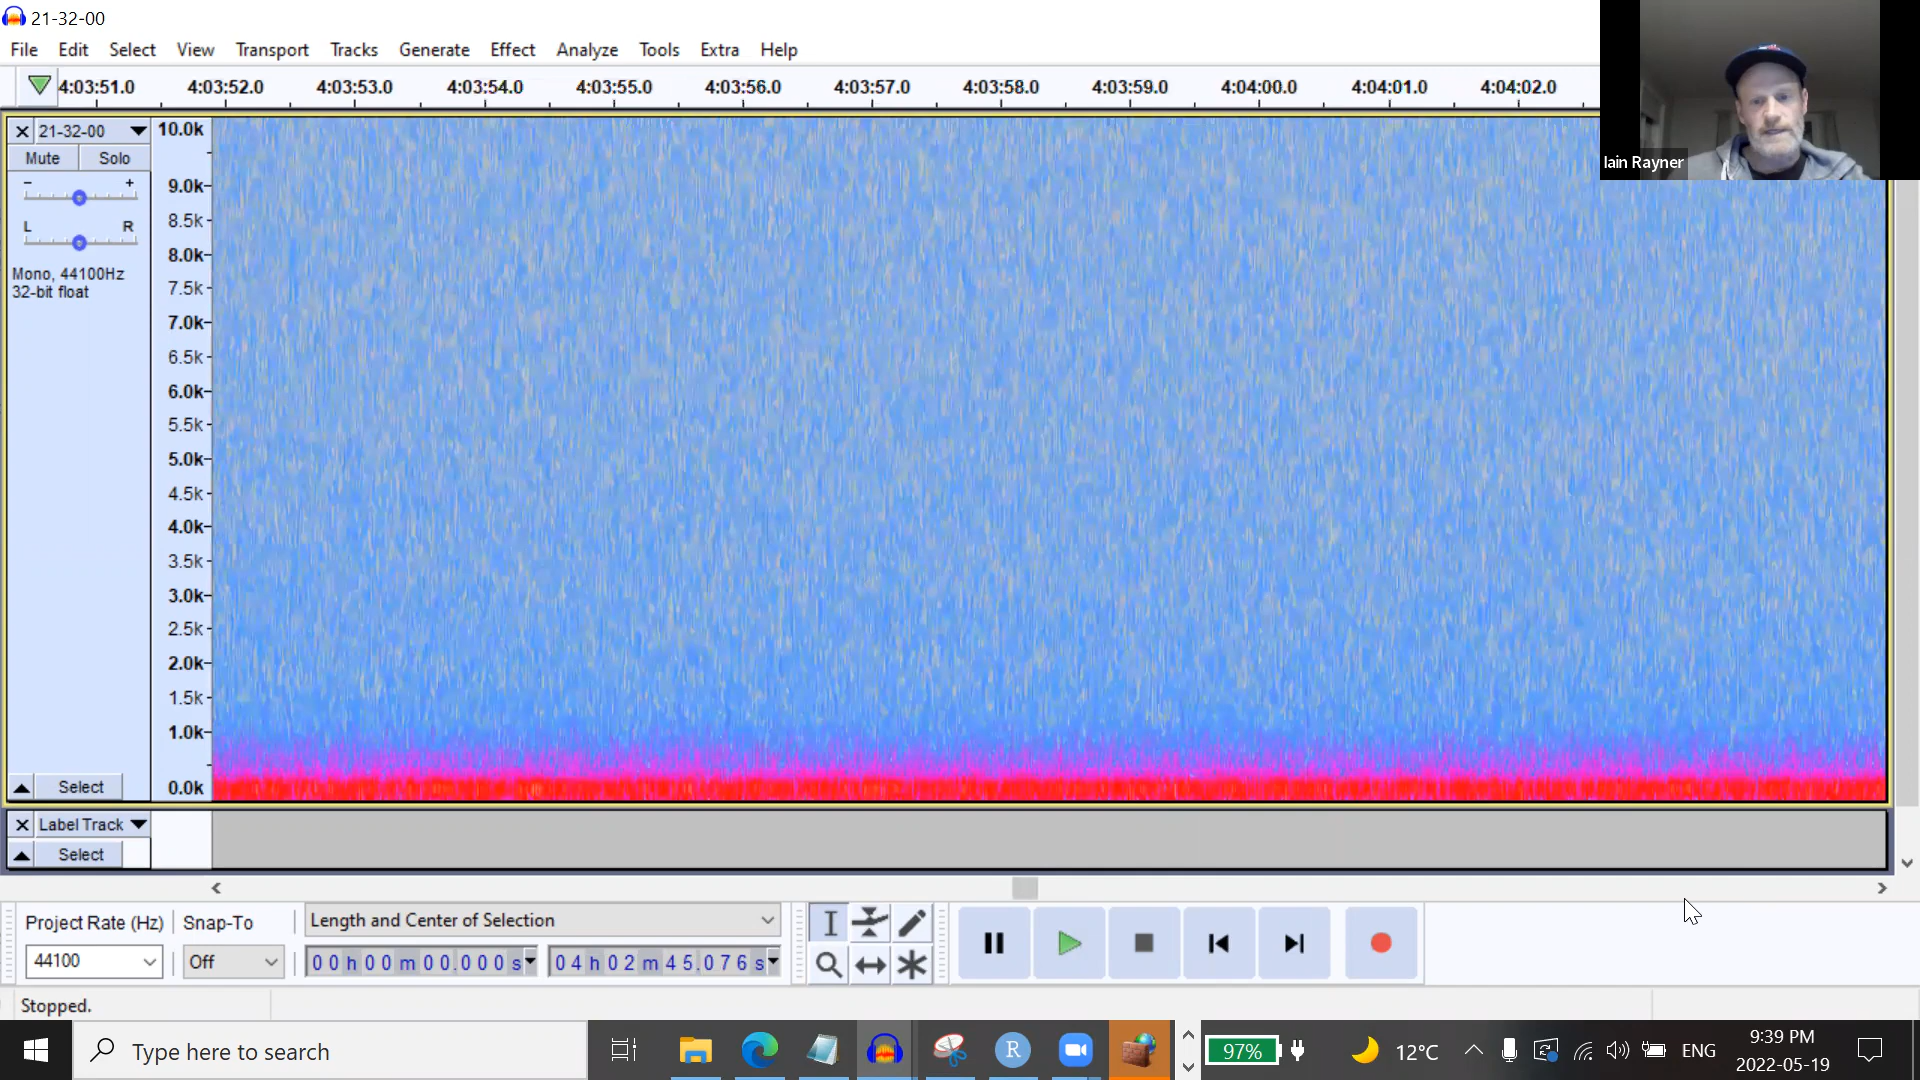 21-32-00
File Edit Select View Transport Tracks Generate Effect Analyze Tools Extra Help
4:03:51.0 4:03:52.0 4:03:53.0 4:03:54.0 4:03:55.0 4:03:56.0 4:03:57.0 4:03:58.0 4:03:59.0 4:04:00.0 4:04:01.0 4:04:02.0
Iain Rayner
21-32-00
Mute Solo
- +
L R
Mono, 44100Hz
32-bit float
Select
10.0k
9.0k
8.5k
8.0k
7.5k
7.0k
6.5k
6.0k
5.5k
5.0k
4.5k
4.0k
3.5k
3.0k
2.5k
2.0k
1.5k
1.0k
0.0k
Label Track
Select
Project Rate (Hz) Snap-To Length and Center of Selection
44100 Off 00h00m00.000s 04h02m45.076s
Stopped.
Type here to search
R
97% 12°C ENG
9:39 PM
2022-05-19